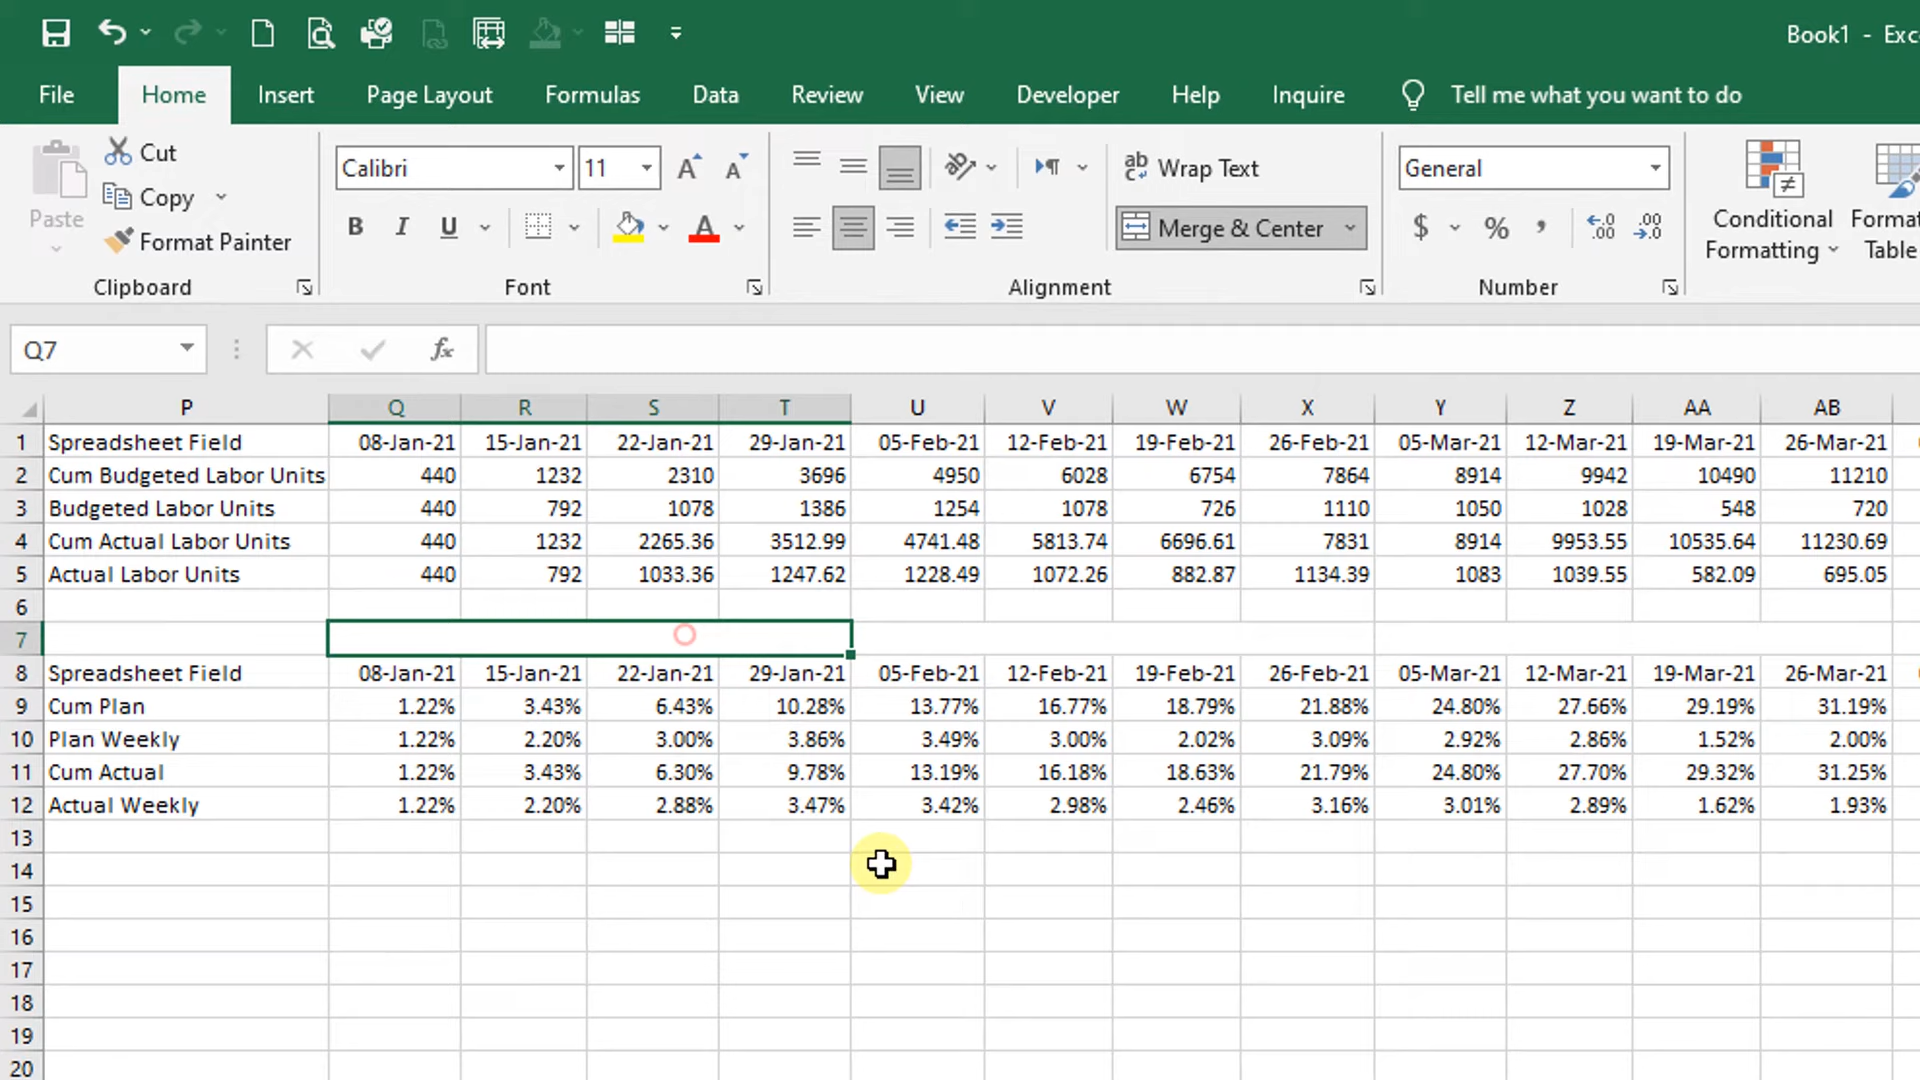 Book1 - Exc
File Home Insert Page Layout Formulas Data Review View Developer Help Inquire Tell me what you want to do
Paste
Cut
Copy
Format Painter
Clipboard
Calibri 11
B I U
Font
ab Wrap Text
Merge & Center
Alignment
General
$ % ,
Number
Conditional Formatting
Format
Table
Q7 fx
P Q R S T U V W X Y Z AA AB
1 Spreadsheet Field 08-Jan-21 15-Jan-21 22-Jan-21 29-Jan-21 05-Feb-21 12-Feb-21 19-Feb-21 26-Feb-21 05-Mar-21 12-Mar-21 19-Mar-21 26-Mar-21
2 Cum Budgeted Labor Units 440 1232 2310 3696 4950 6028 6754 7864 8914 9942 10490 11210
3 Budgeted Labor Units 440 792 1078 1386 1254 1078 726 1110 1050 1028 548 720
4 Cum Actual Labor Units 440 1232 2265.36 3512.99 4741.48 5813.74 6696.61 7831 8914 9953.55 10535.64 11230.69
5 Actual Labor Units 440 792 1033.36 1247.62 1228.49 1072.26 882.87 1134.39 1083 1039.55 582.09 695.05
6
7
8 Spreadsheet Field 08-Jan-21 15-Jan-21 22-Jan-21 29-Jan-21 05-Feb-21 12-Feb-21 19-Feb-21 26-Feb-21 05-Mar-21 12-Mar-21 19-Mar-21 26-Mar-21
9 Cum Plan 1.22% 3.43% 6.43% 10.28% 13.77% 16.77% 18.79% 21.88% 24.80% 27.66% 29.19% 31.19%
10 Plan Weekly 1.22% 2.20% 3.00% 3.86% 3.49% 3.00% 2.02% 3.09% 2.92% 2.86% 1.52% 2.00%
11 Cum Actual 1.22% 3.43% 6.30% 9.78% 13.19% 16.18% 18.63% 21.79% 24.80% 27.70% 29.32% 31.25%
12 Actual Weekly 1.22% 2.20% 2.88% 3.47% 3.42% 2.98% 2.46% 3.16% 3.01% 2.89% 1.62% 1.93%
13
14
15
16
17
18
19
20